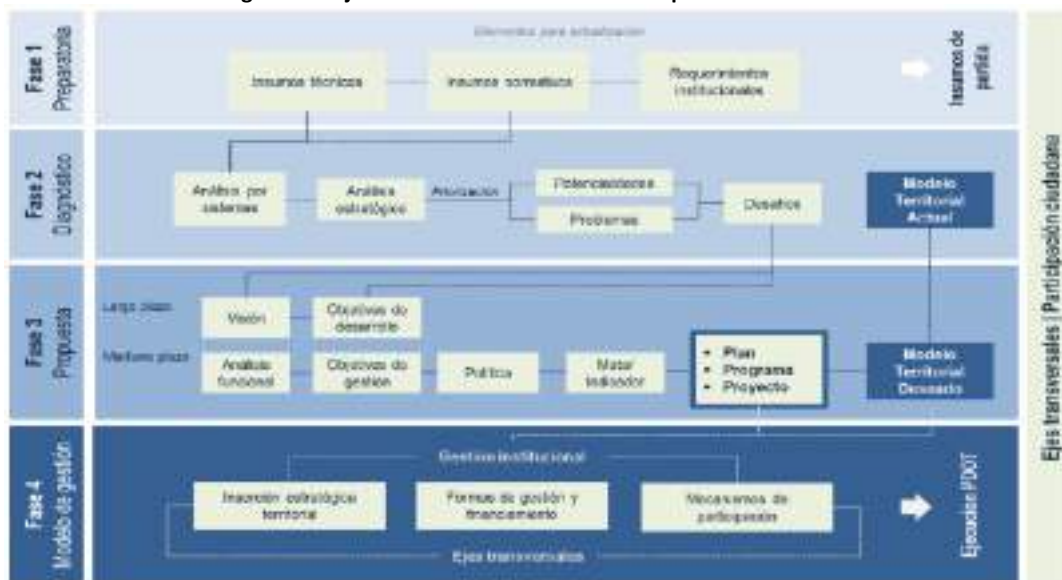 Fase 1
Preparatoria
Elementos para actualización
Insumos técnicos
Insumos normativos
Requerimientos
institucionales
Insumos de
partida
Fase 2
Diagnóstico
Análisis por
sistemas
Análisis
estratégico
Priorización
Potencialidades
Problemas
Desafíos
Modelo
Territorial
Actual
Fase 3
Propuesta
Largo plazo
Visión
Objetivos de
desarrollo
Mediano plazo
Análisis
funcional
Objetivos de
gestión
Política
Meta/
indicador
• Plan
• Programa
• Proyecto
Modelo
Territorial
Deseado
Fase 4
Modelo de gestión
Gestión institucional
Inserción estratégica
territorial
Formas de gestión y
financiamiento
Mecanismos de
participación
Ejes transversales
Ejecución PDOT
Ejes transversales | Participación ciudadana